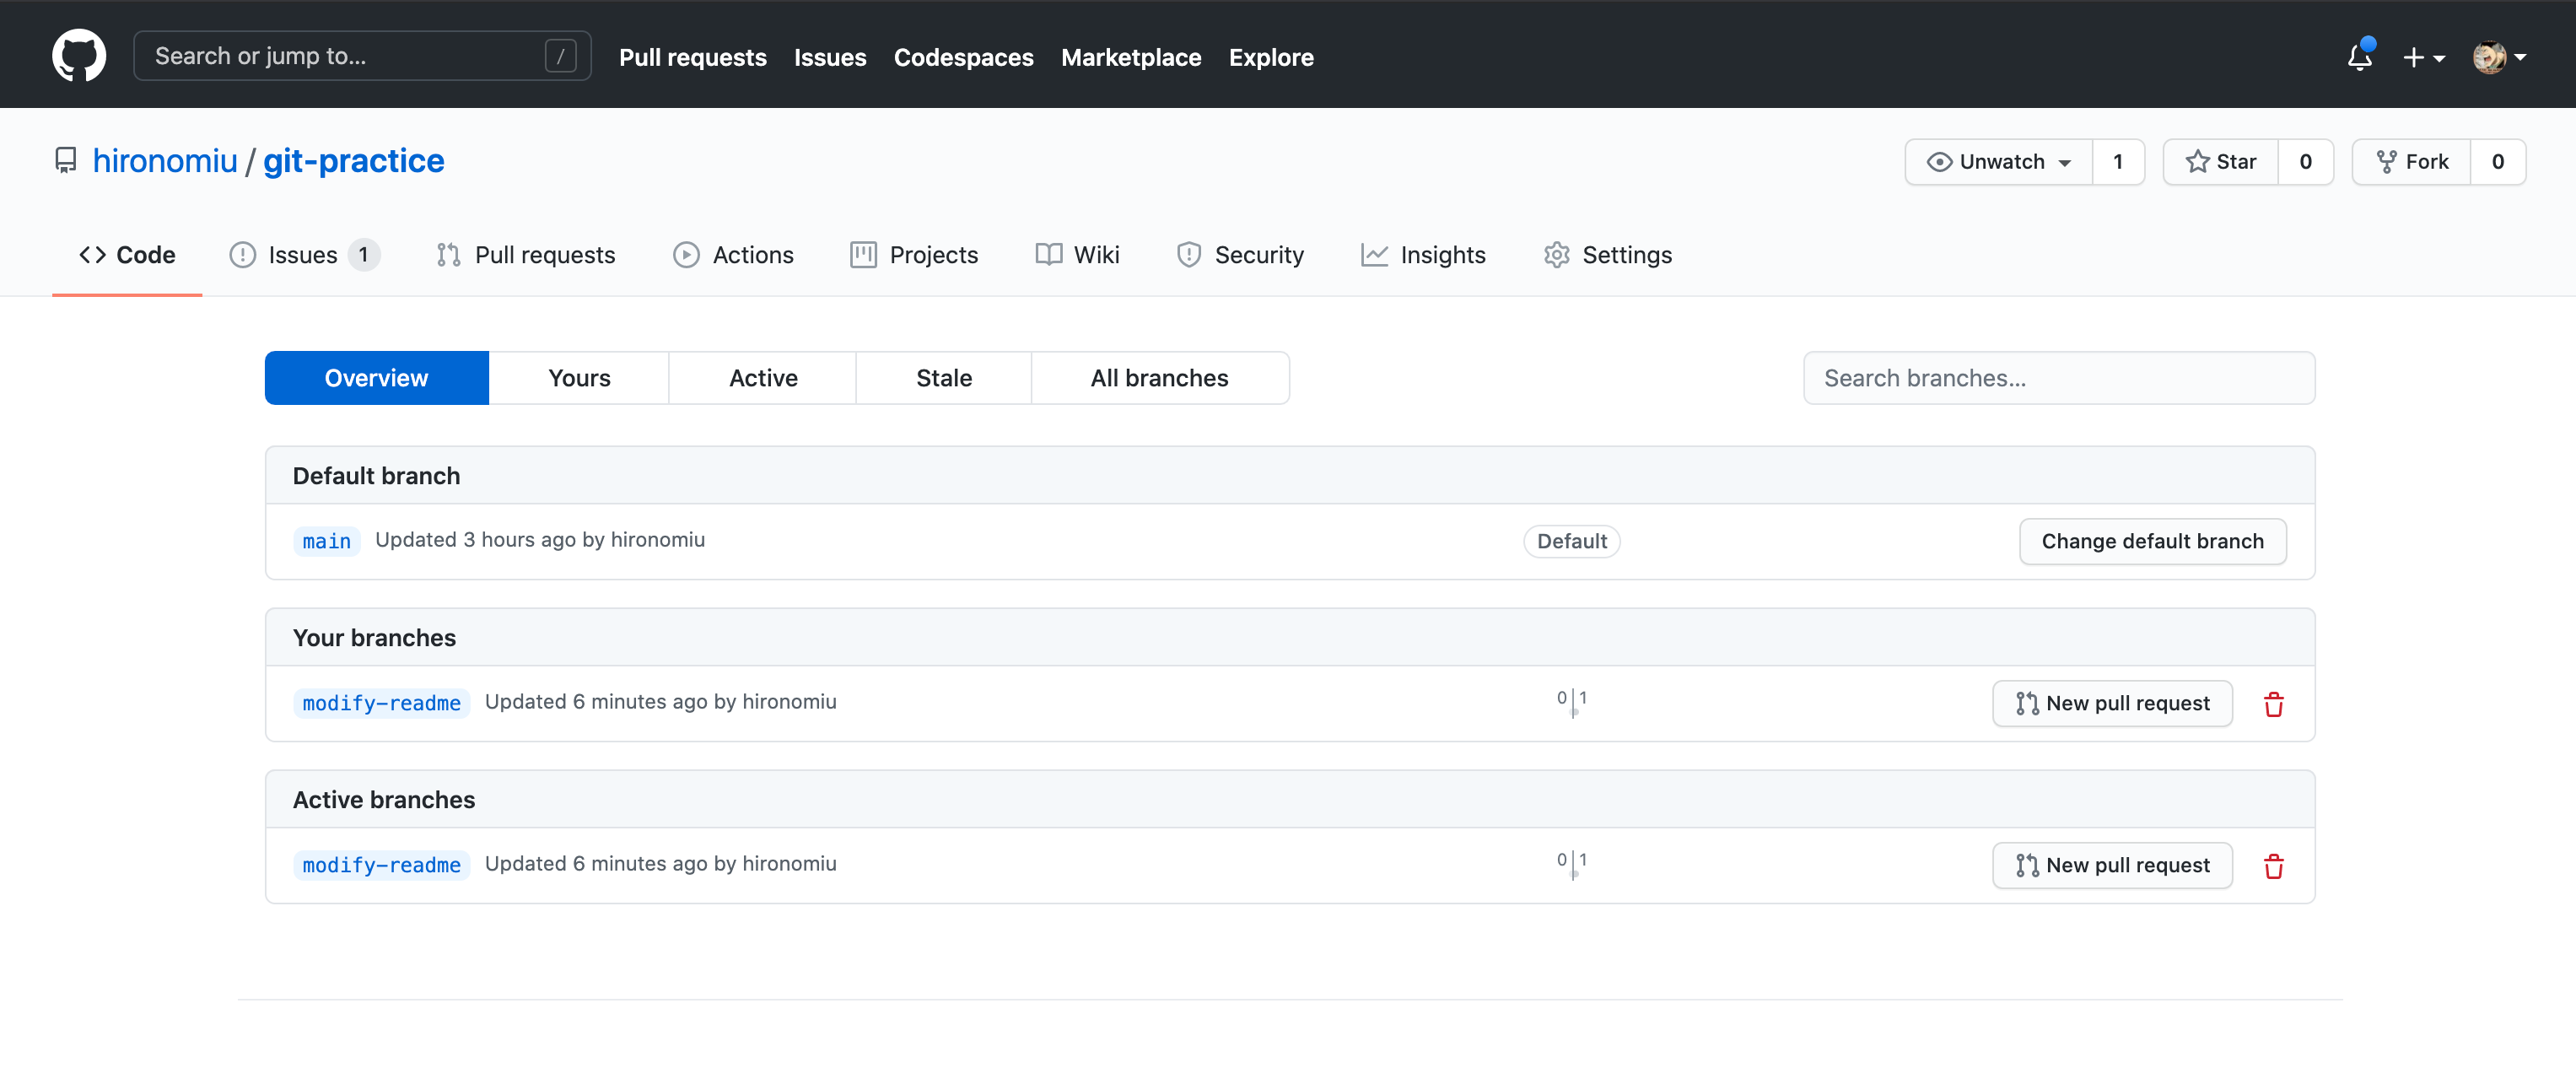 Search or jump to... / Pull requests Issues Codespaces Marketplace Explore
hironomiu / git-practice Unwatch 1 Star 0 Fork 0
Code Issues 1 Pull requests Actions Projects Wiki Security Insights Settings
Overview Yours Active Stale All branches Search branches...
Default branch
main Updated 3 hours ago by hironomiu Default Change default branch
Your branches
modify-readme Updated 6 minutes ago by hironomiu 0 1 New pull request
Active branches
modify-readme Updated 6 minutes ago by hironomiu 0 1 New pull request